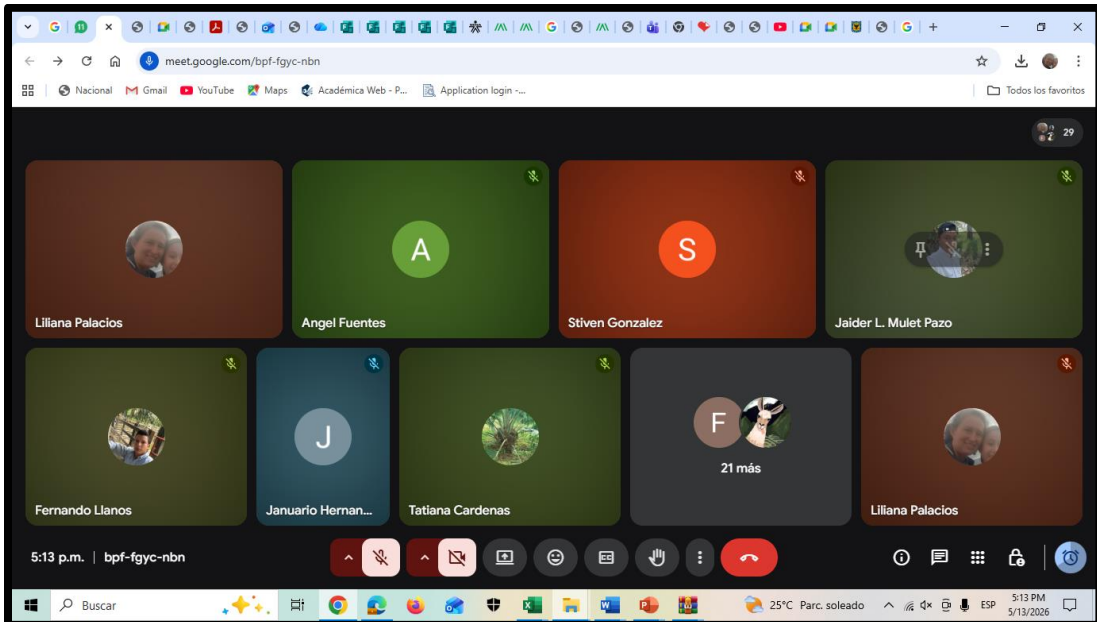 meet.google.com/bpf-fgyc-nbn
Nacional
Gmail
YouTube
Maps
Académica Web - P...
Application login -...
Todos los favoritos
29
Liliana Palacios
A
Angel Fuentes
S
Stiven Gonzalez
Jaider L. Mulet Pazo
Fernando Llanos
J
Januario Hernan...
Tatiana Cardenas
F
21 más
Liliana Palacios
5:13 p.m. | bpf-fgyc-nbn
Buscar
25°C Parc. soleado
ESP
5:13 PM
5/13/2026